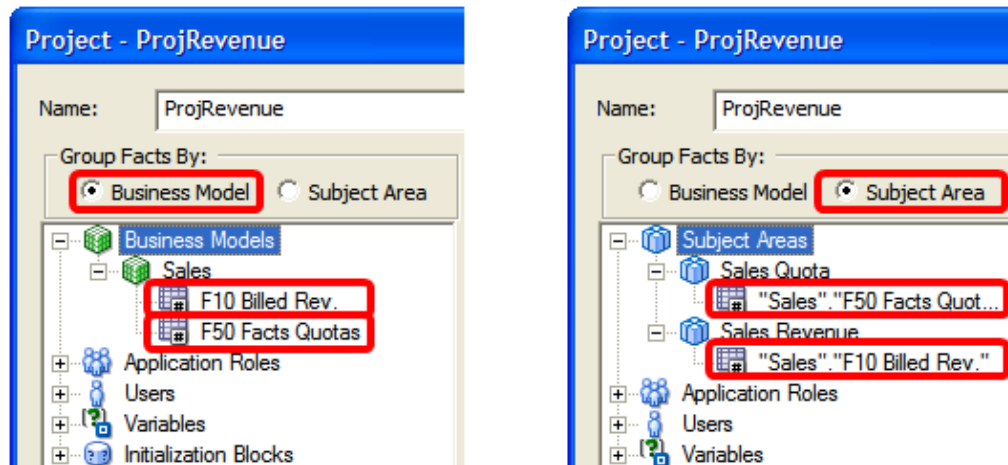 Project - ProjRevenue
Name: ProjRevenue
Group Facts By:
Business Model Subject Area
Business Models
Sales
F10 Billed Rev.
F50 Facts Quotas
Application Roles
Users
Variables
Initialization Blocks
Project - ProjRevenue
Name: ProjRevenue
Group Facts By:
Business Model Subject Area
Subject Areas
Sales Quota
"Sales"."F50 Facts Quot...
Sales Revenue
"Sales"."F10 Billed Rev."
Application Roles
Users
Variables